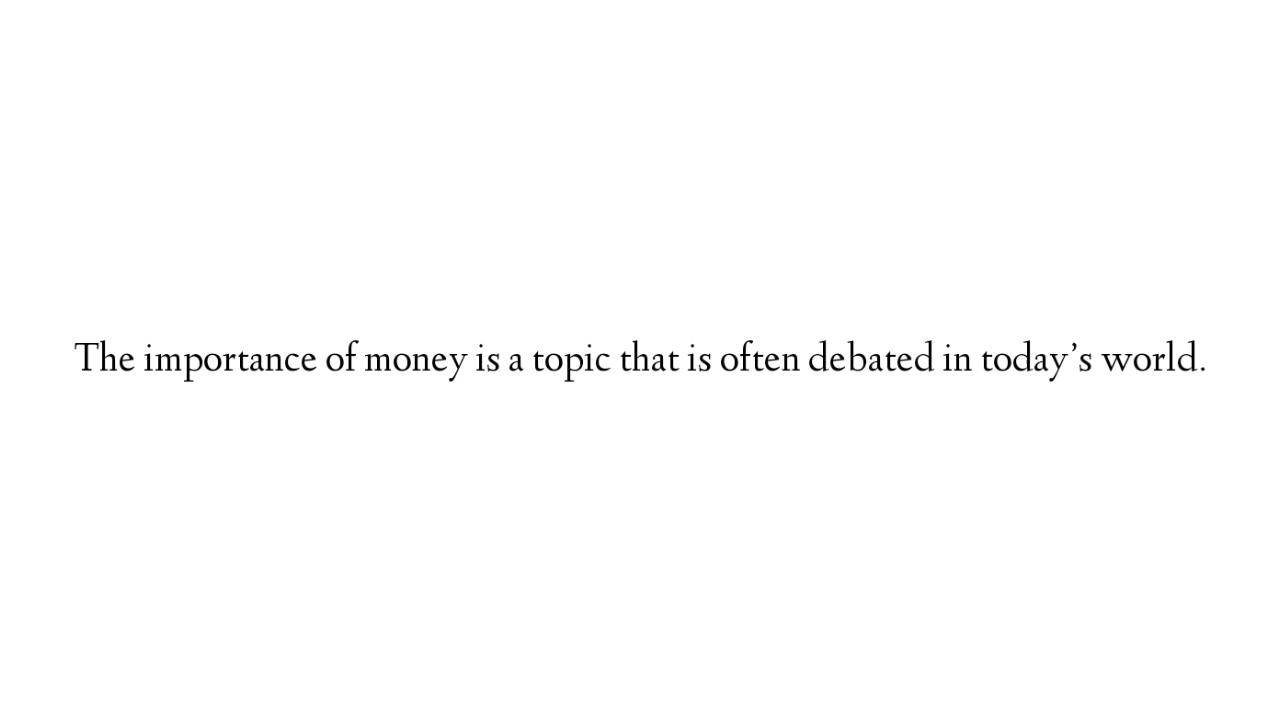 The importance of money is a topic that is often debated in today’s world.